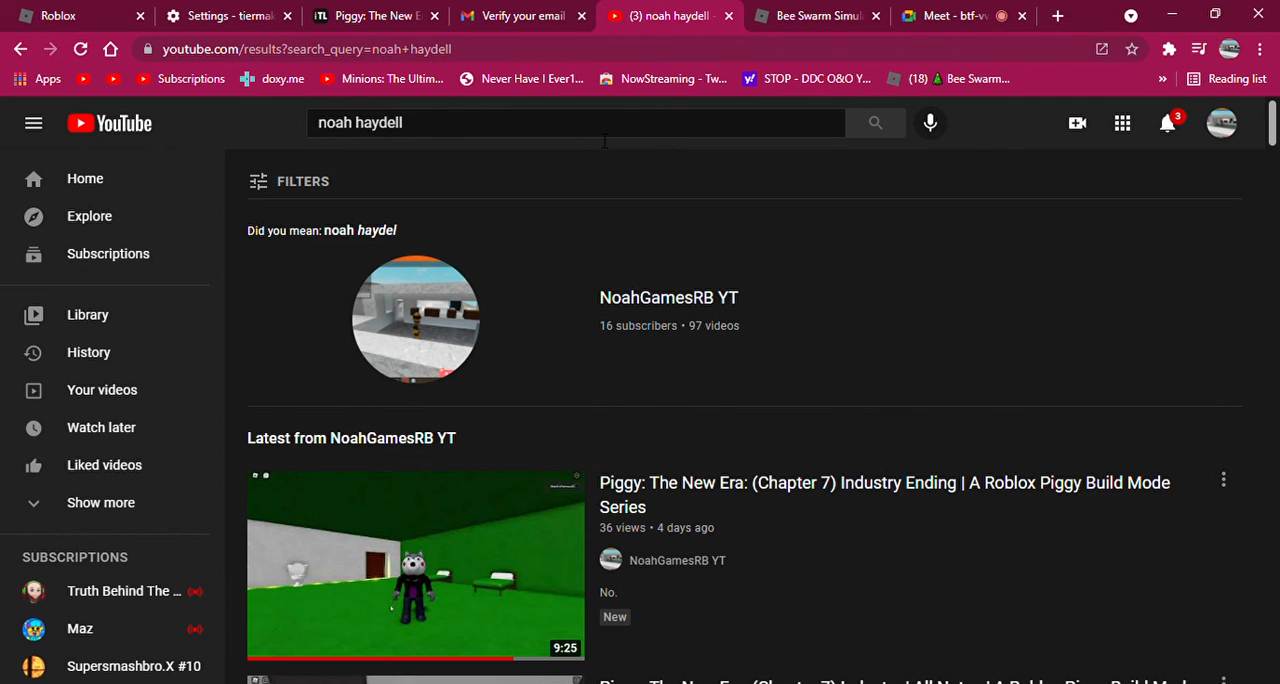 Roblox
Settings - tierma
Piggy: The New E
Verify your email
(3) noah haydell -
Bee Swarm Simul
Meet - btf-vv
youtube.com/results?search_query=noah+haydell
Apps
Subscriptions
doxy.me
Minions: The Ultim...
Never Have I Ever1...
NowStreaming - Tw...
STOP - DDC O&O Y...
(18) Bee Swarm...
»
Reading list
YouTube
noah haydell
3
Home
Explore
Subscriptions
Library
History
Your videos
Watch later
Liked videos
Show more
SUBSCRIPTIONS
Truth Behind The ...
Maz
Supersmashbro.X #10
FILTERS
Did you mean: noah haydel
NoahGamesRB YT
16 subscribers • 97 videos
Latest from NoahGamesRB YT
9:25
Piggy: The New Era: (Chapter 7) Industry Ending | A Roblox Piggy Build Mode
Series
36 views • 4 days ago
NoahGamesRB YT
No.
New